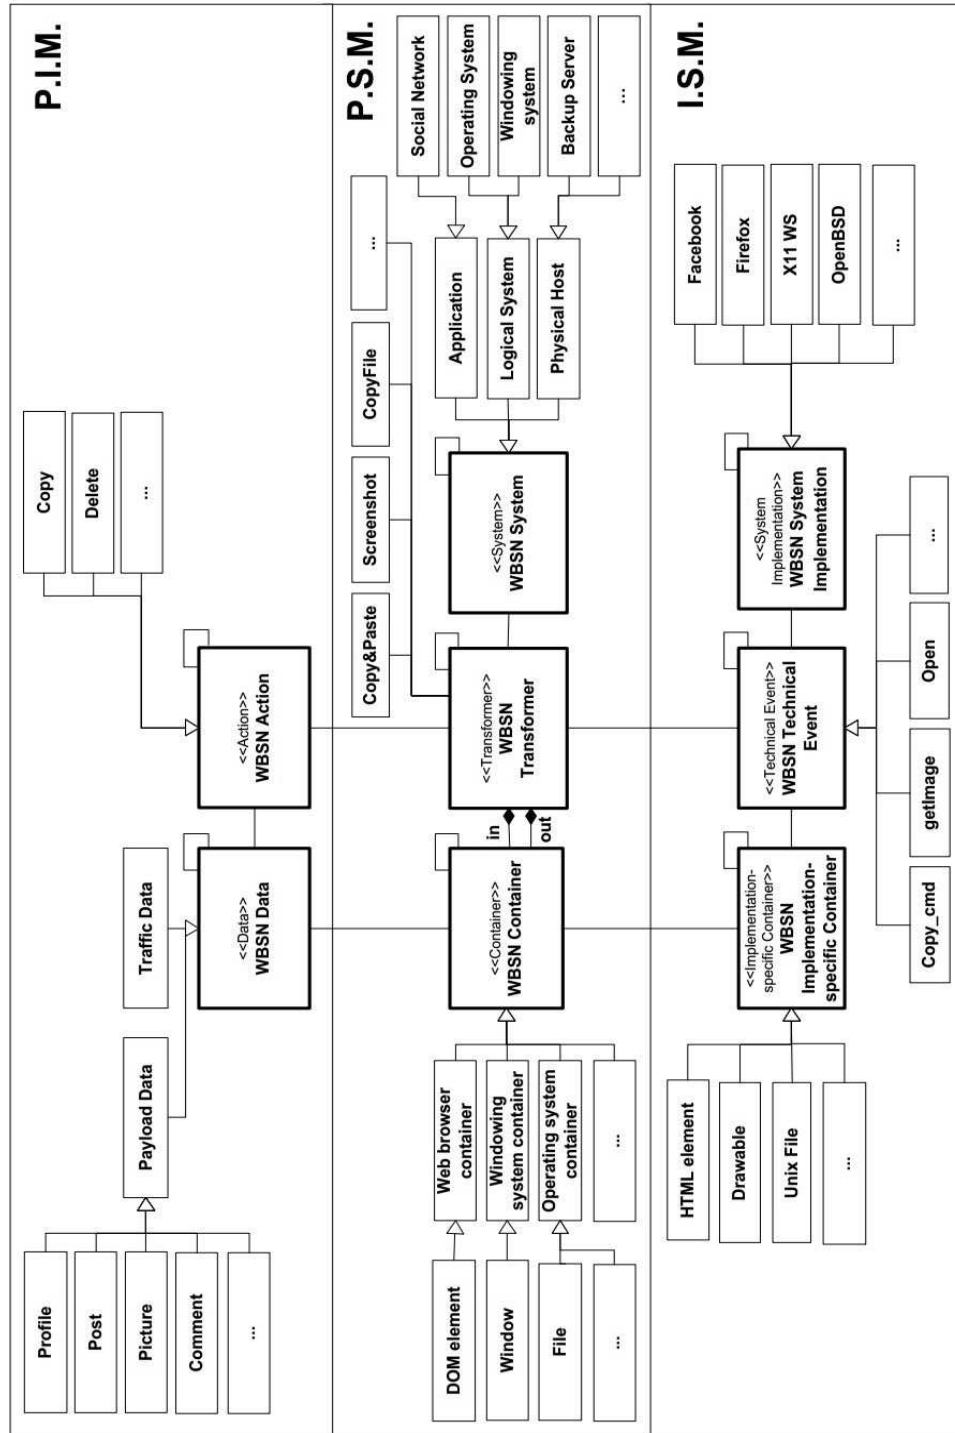 P.I.M.
Profile
Post
Picture
Comment
...
Payload Data
Traffic Data
<<Data>>
WBSN Data
<<Action>>
WBSN Action
Copy
Delete
...
P.S.M.
Copy&Paste
Screenshot
CopyFile
...
DOM element
Window
File
...
Web browser
container
Windowing
system container
Operating system
container
...
<<Container>>
WBSN Container
in
out
<<Transformer>>
WBSN
Transformer
<<System>>
WBSN System
Application
Logical System
Physical Host
Social Network
Operating System
Windowing
system
Backup Server
...
I.S.M.
HTML element
Drawable
Unix File
...
<<Implementation-
specific Container>>
WBSN
Implementation-
specific Container
<<Technical Event>>
WBSN Technical
Event
<<System
Implementation>>
WBSN System
Implementation
Facebook
Firefox
X11 WS
OpenBSD
...
Copy_cmd
getImage
Open
...